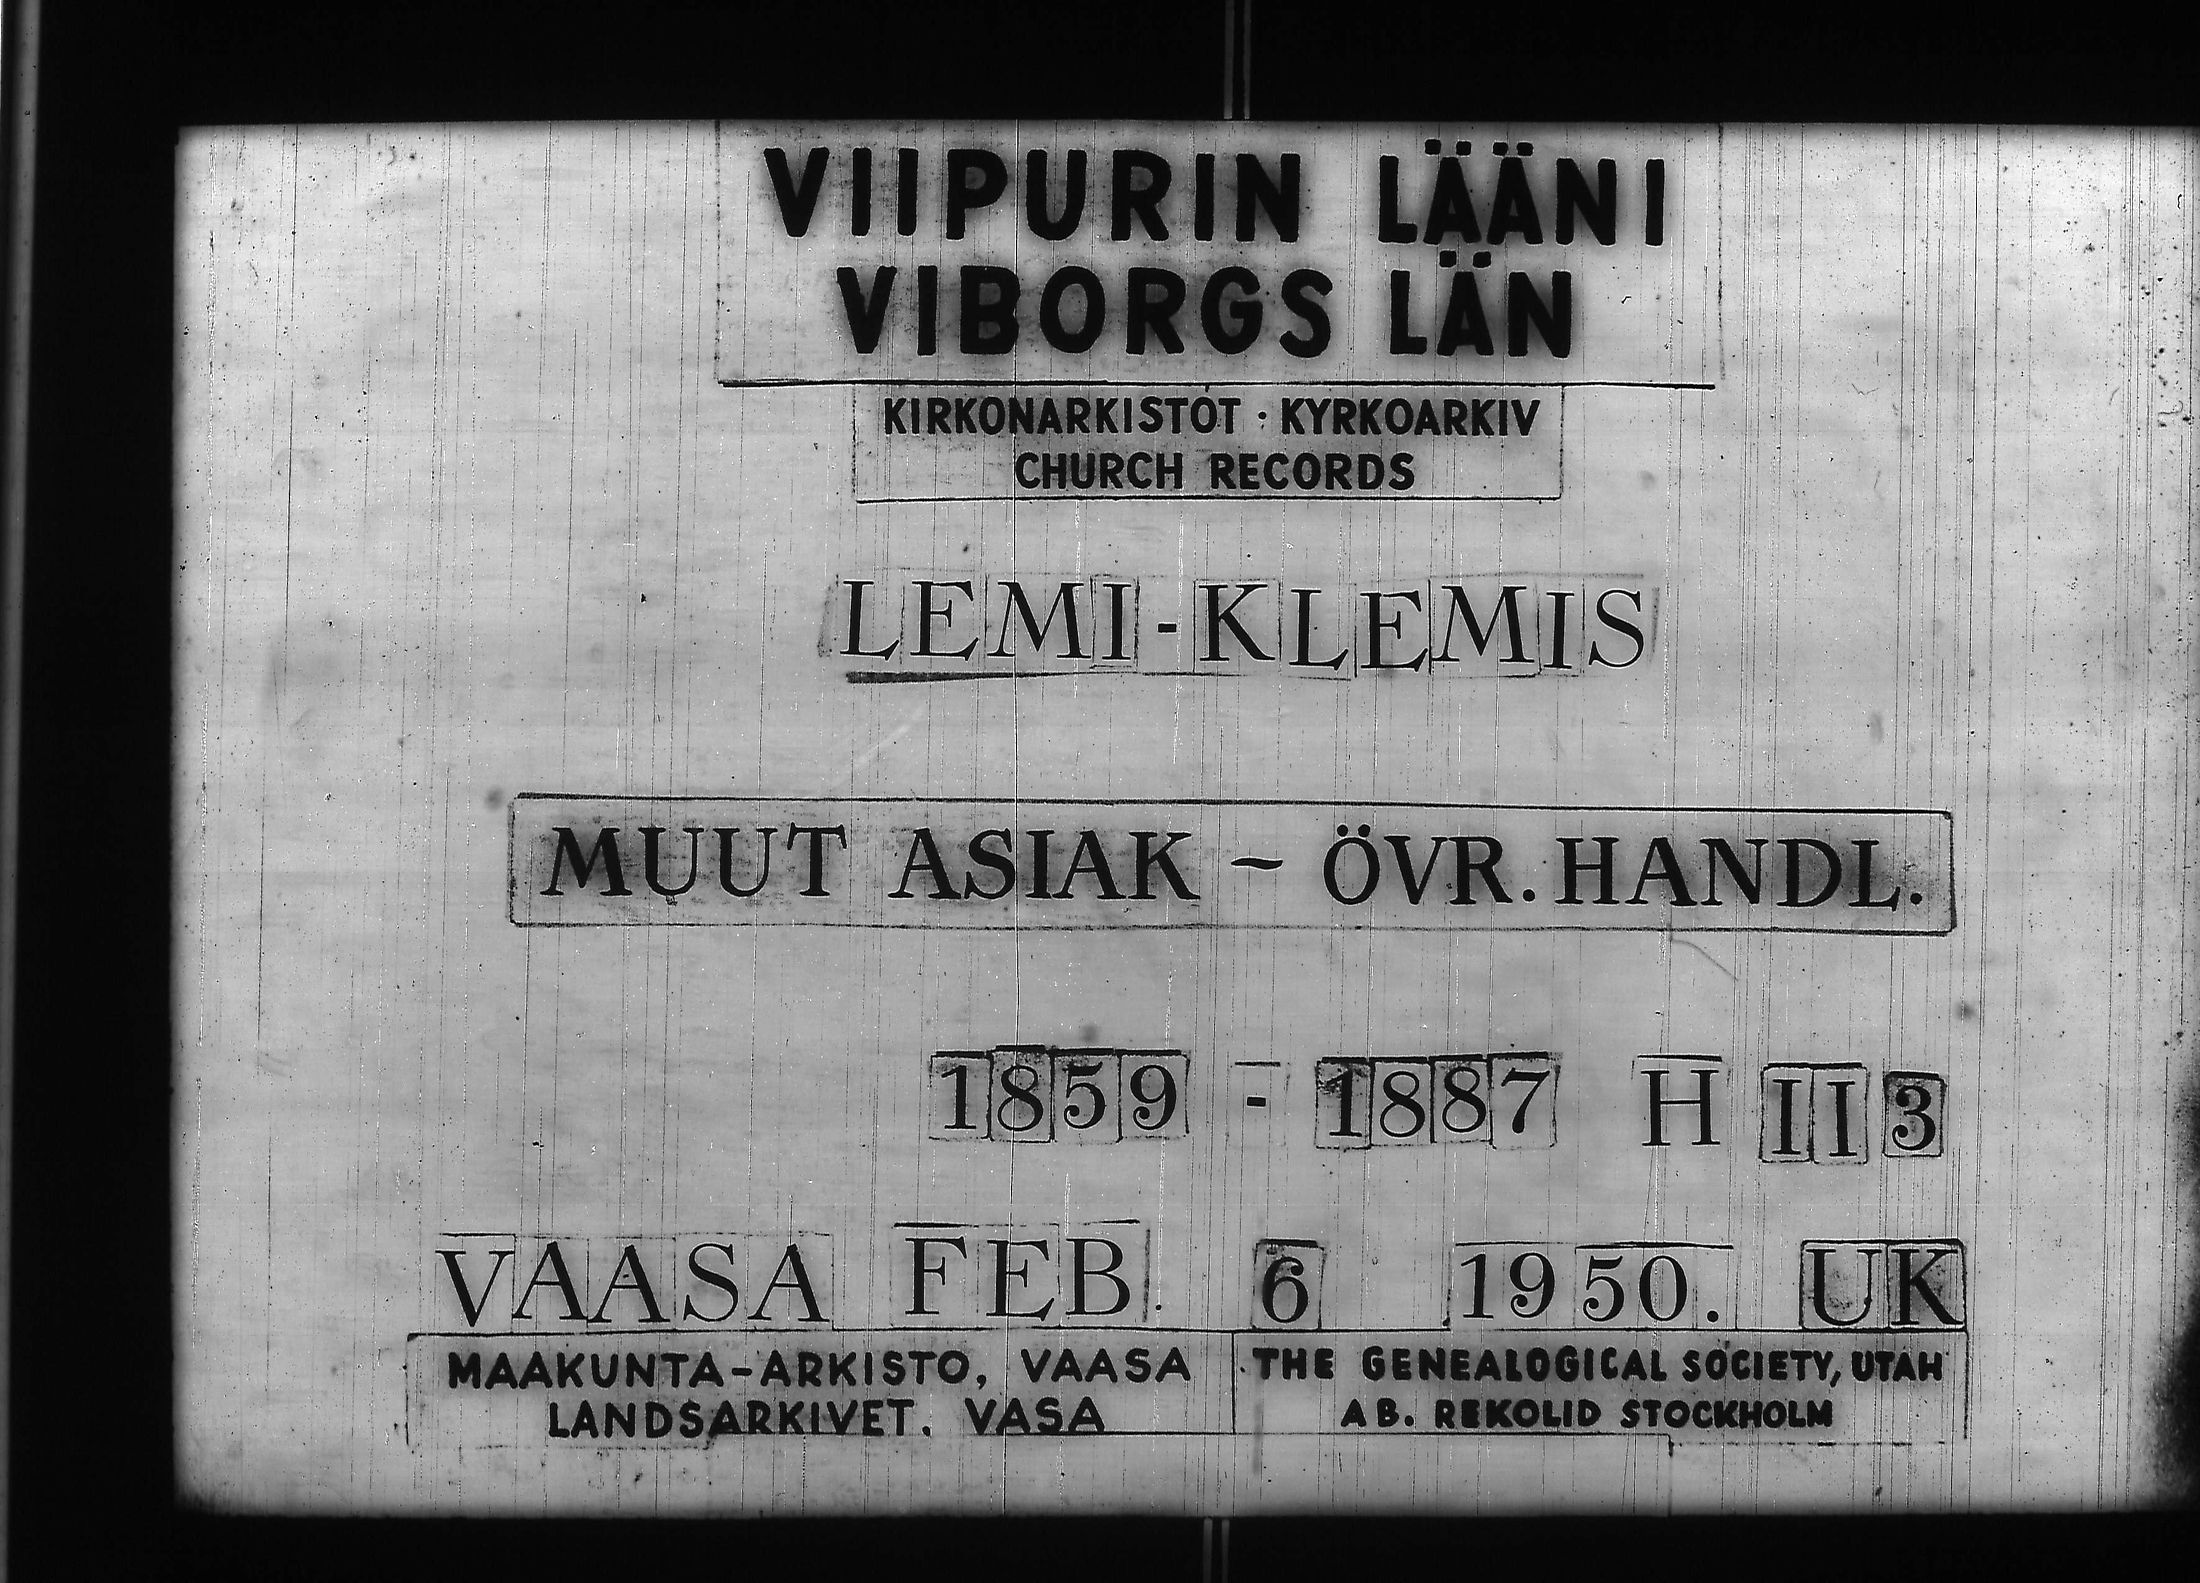 VIIPURIN LÄÄNI
VIBORGS LÄN
KIRKONARKISTOT : KYRKOARKIV
CHURCH RECORDS
LEMI - KLEMIS
MUUT ASIAK ~ ÖVR. HANDL.
1859 - 1887 H II 3
VAASA FEB. 6 1950. UK
MAAKUNTA-ARKISTO, VAASA
LANDSARKIVET. VASA
THE GENEALOGICAL SOCIETY, UTAH
AB. REKOLID STOCKHOLM